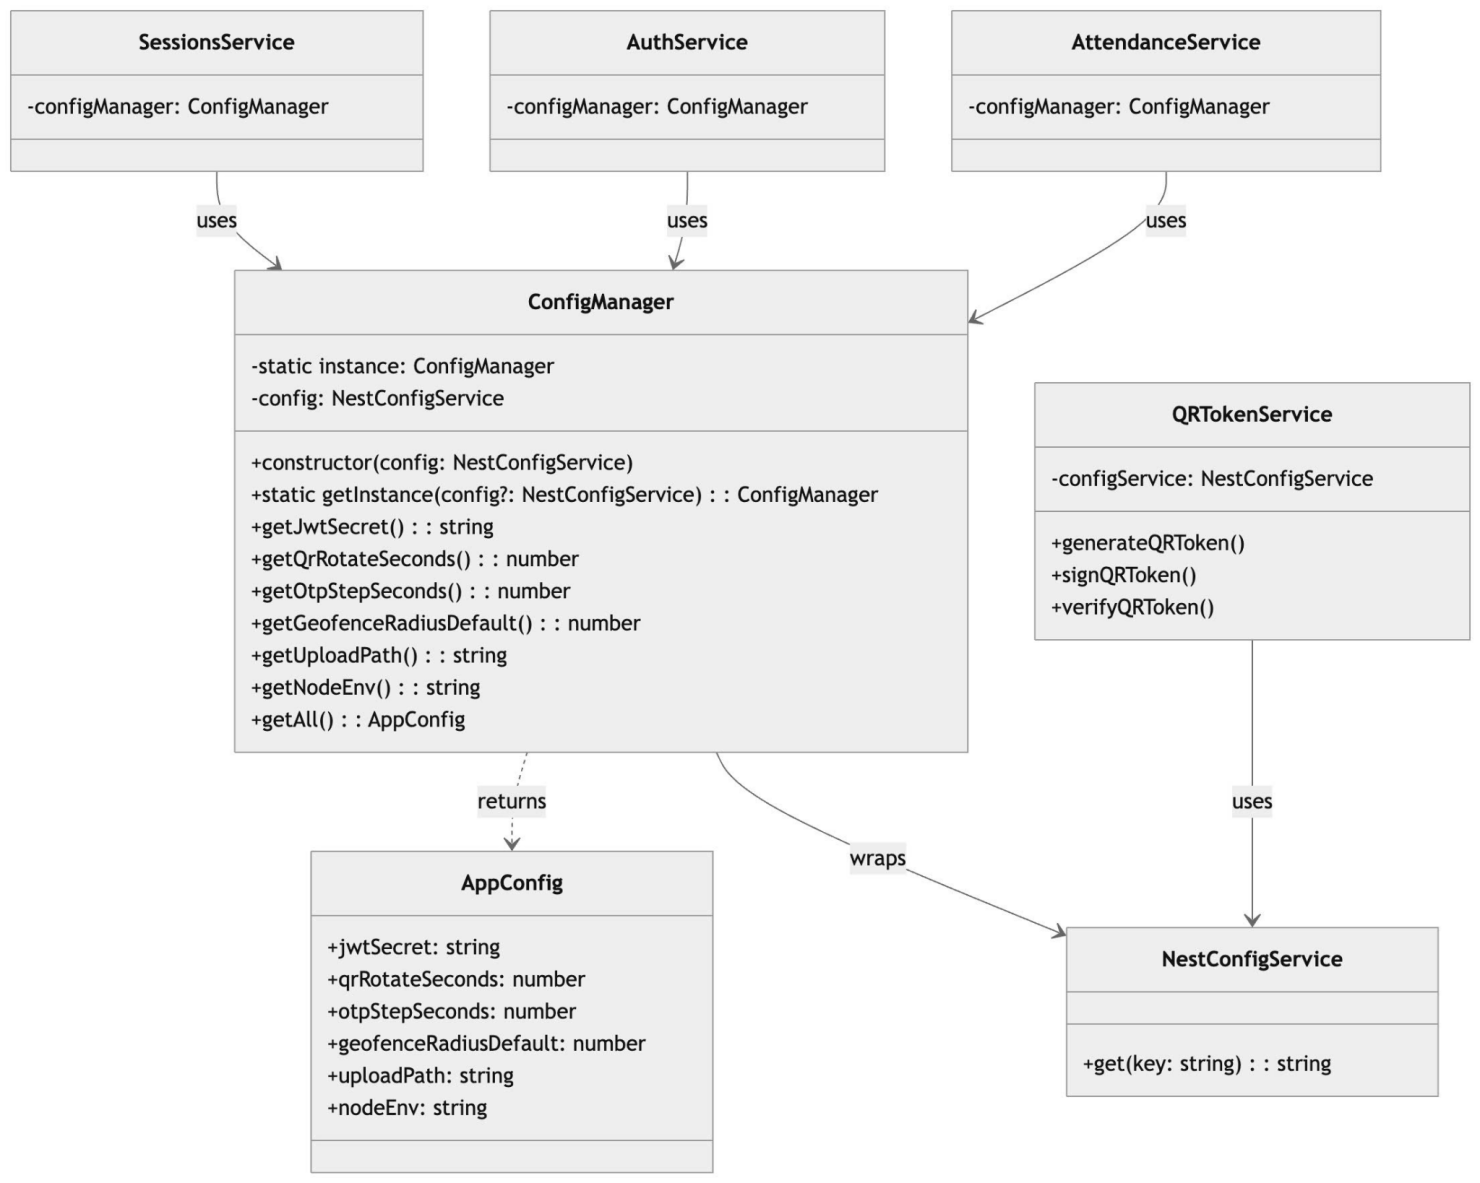 SessionsService
-configManager: ConfigManager
AuthService
-configManager: ConfigManager
AttendanceService
-configManager: ConfigManager
uses
uses
uses
ConfigManager
-static instance: ConfigManager
-config: NestConfigService
+constructor(config: NestConfigService)
+static getInstance(config?: NestConfigService) : : ConfigManager
+getJwtSecret() : : string
+getQrRotateSeconds() : : number
+getOtpStepSeconds() : : number
+getGeofenceRadiusDefault() : : number
+getUploadPath() : : string
+getNodeEnv() : : string
+getAll() : : AppConfig
QRTokenService
-configService: NestConfigService
+generateQRToken()
+signQRToken()
+verifyQRToken()
returns
wraps
uses
AppConfig
+jwtSecret: string
+qrRotateSeconds: number
+otpStepSeconds: number
+geofenceRadiusDefault: number
+uploadPath: string
+nodeEnv: string
NestConfigService
+get(key: string) : : string